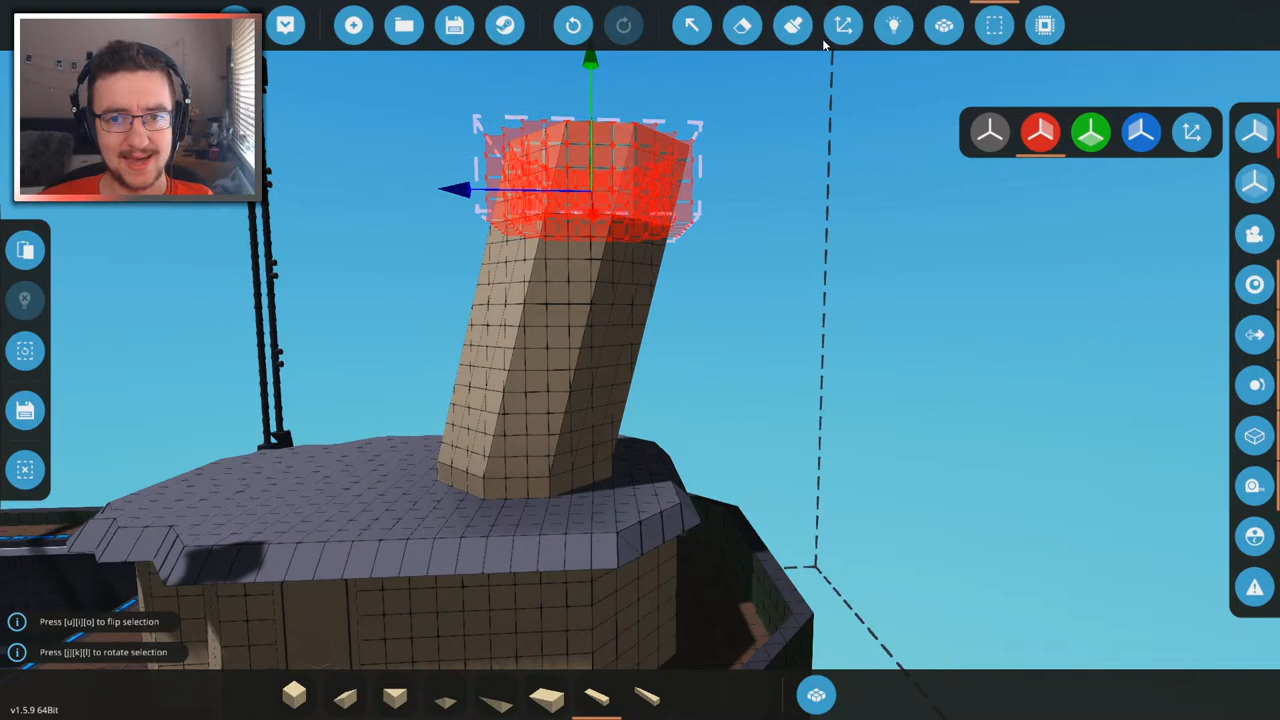 Press [u][i][o] to flip selection
Press [j][k][l] to rotate selection
v1.5.9 64Bit